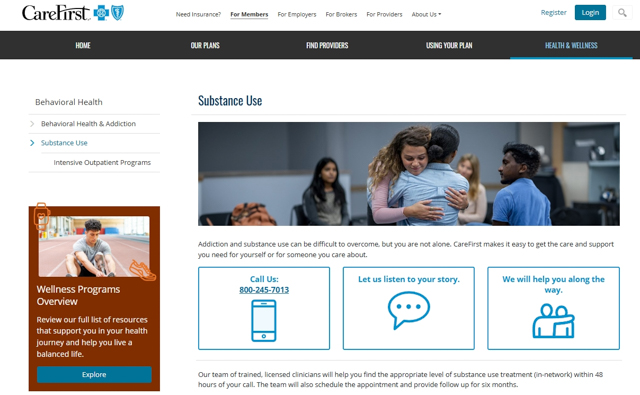 CareFirst
Need Insurance? For Members For Employers For Brokers For Providers About Us
Register Login
HOME OUR PLANS FIND PROVIDERS USING YOUR PLAN HEALTH & WELLNESS
Behavioral Health
Behavioral Health & Addiction
Substance Use
Intensive Outpatient Programs
Wellness Programs
Overview
Review our full list of resources
that support you in your health
journey and help you live a
balanced life.
Explore
Substance Use
Addiction and substance use can be difficult to overcome, but you are not alone. CareFirst makes it easy to get the care and support
you need for yourself or for someone you care about.
Call Us:
800-245-7013
Let us listen to your story.
We will help you along the
way.
Our team of trained, licensed clinicians will help you find the appropriate level of substance use treatment (in-network) within 48
hours of your call. The team will also schedule the appointment and provide follow up for six months.